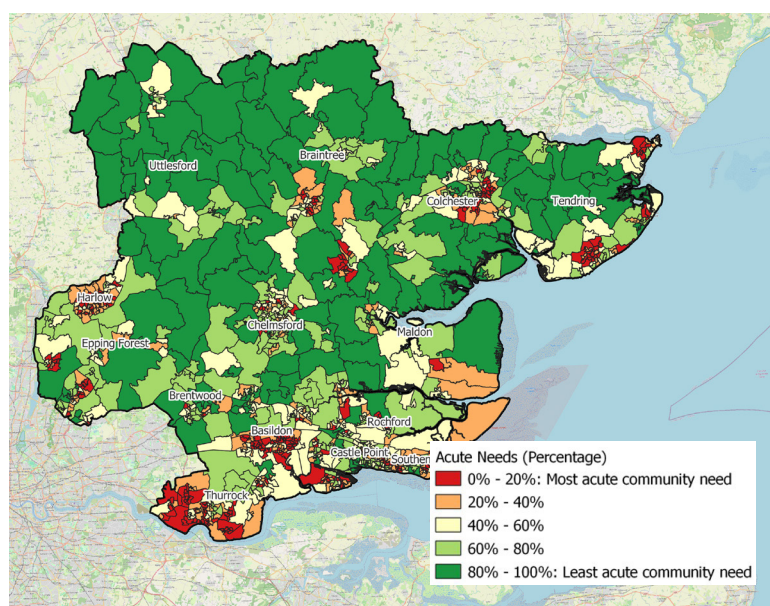 Uttlesford
Braintree
Colchester
Tendring
Harlow
Chelmsford
Maldon
Epping Forest
Brentwood
Rochford
Basildon
Castle Point
Southen
Thurrock
Acute Needs (Percentage)
0% - 20%: Most acute community need
20% - 40%
40% - 60%
60% - 80%
80% - 100%: Least acute community need